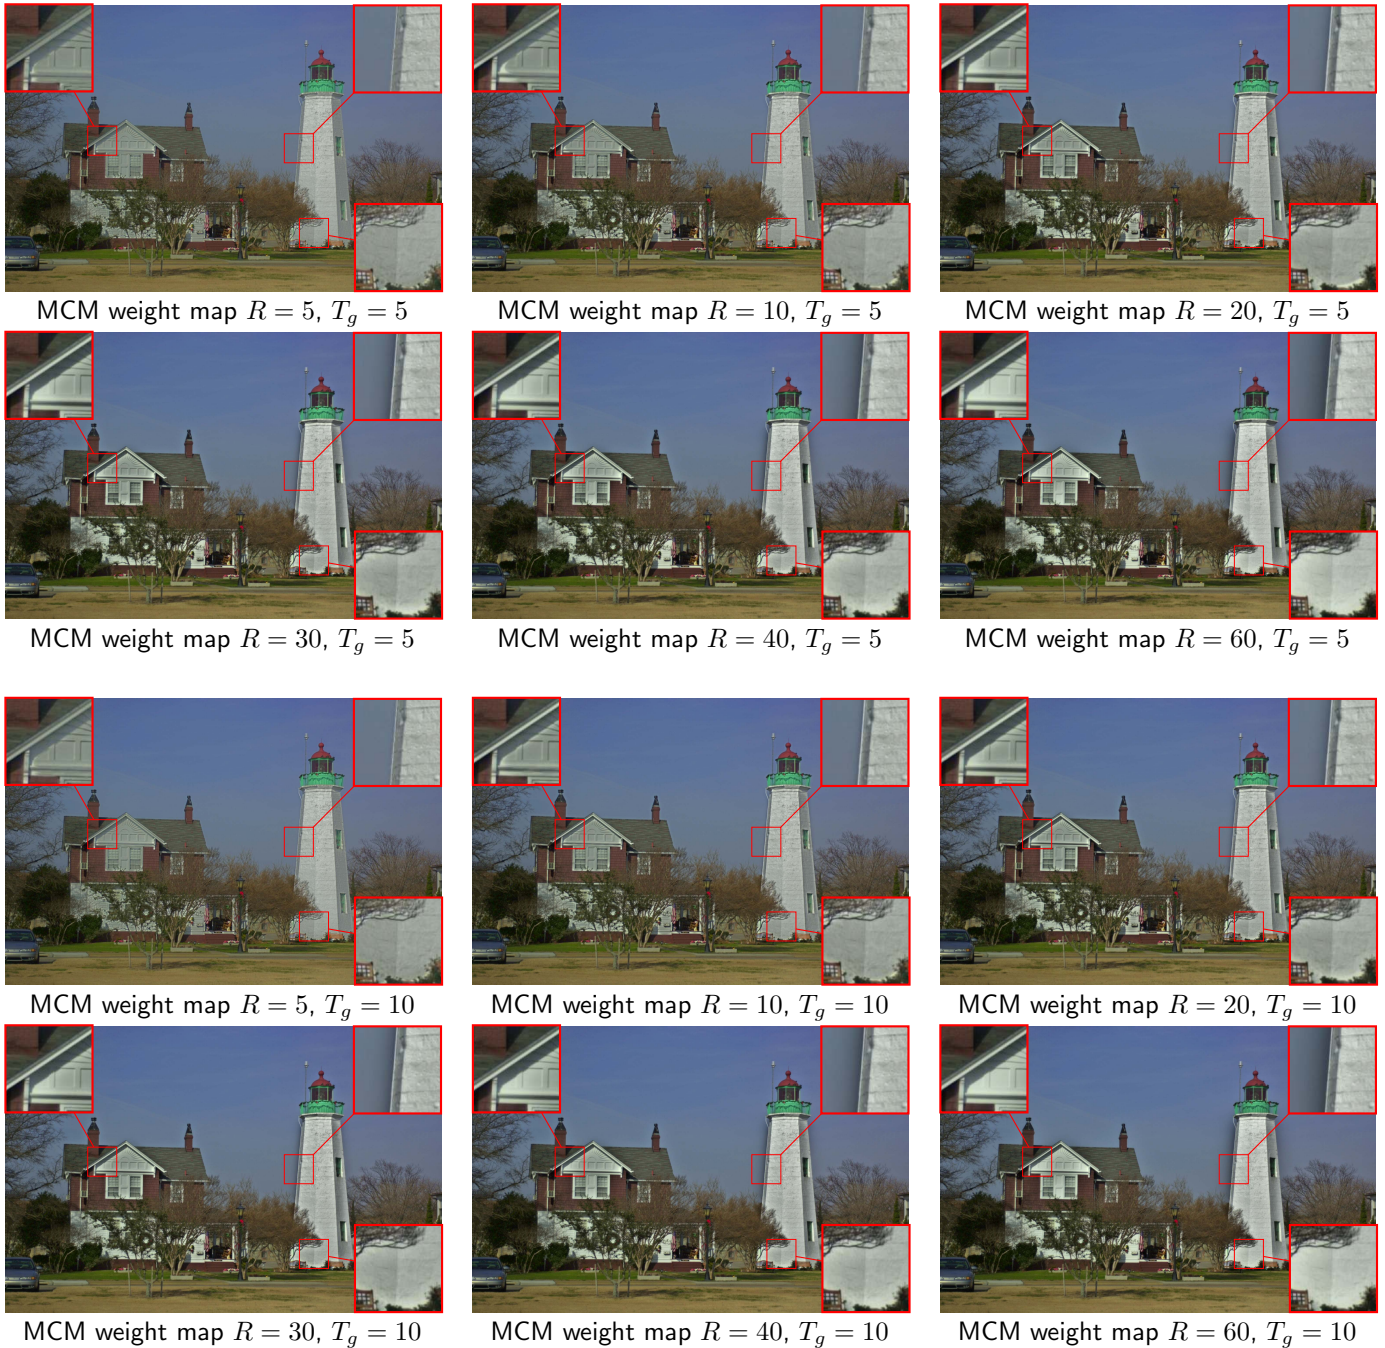 MCM weight map R = 5, T_g = 5
MCM weight map R = 10, T_g = 5
MCM weight map R = 20, T_g = 5
MCM weight map R = 30, T_g = 5
MCM weight map R = 40, T_g = 5
MCM weight map R = 60, T_g = 5
MCM weight map R = 5, T_g = 10
MCM weight map R = 10, T_g = 10
MCM weight map R = 20, T_g = 10
MCM weight map R = 30, T_g = 10
MCM weight map R = 40, T_g = 10
MCM weight map R = 60, T_g = 10